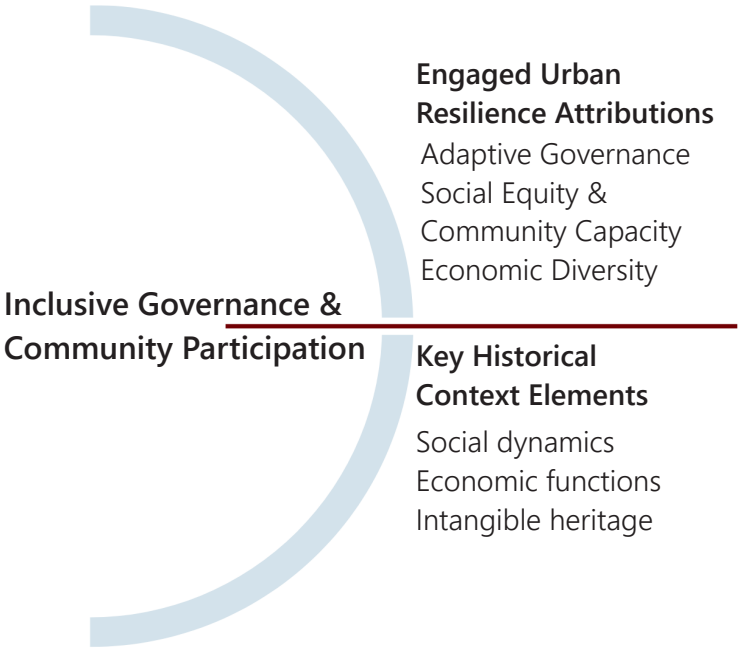 Inclusive Governance &
Community Participation
Engaged Urban
Resilience Attributions
Adaptive Governance
Social Equity &
Community Capacity
Economic Diversity
Key Historical
Context Elements
Social dynamics
Economic functions
Intangible heritage